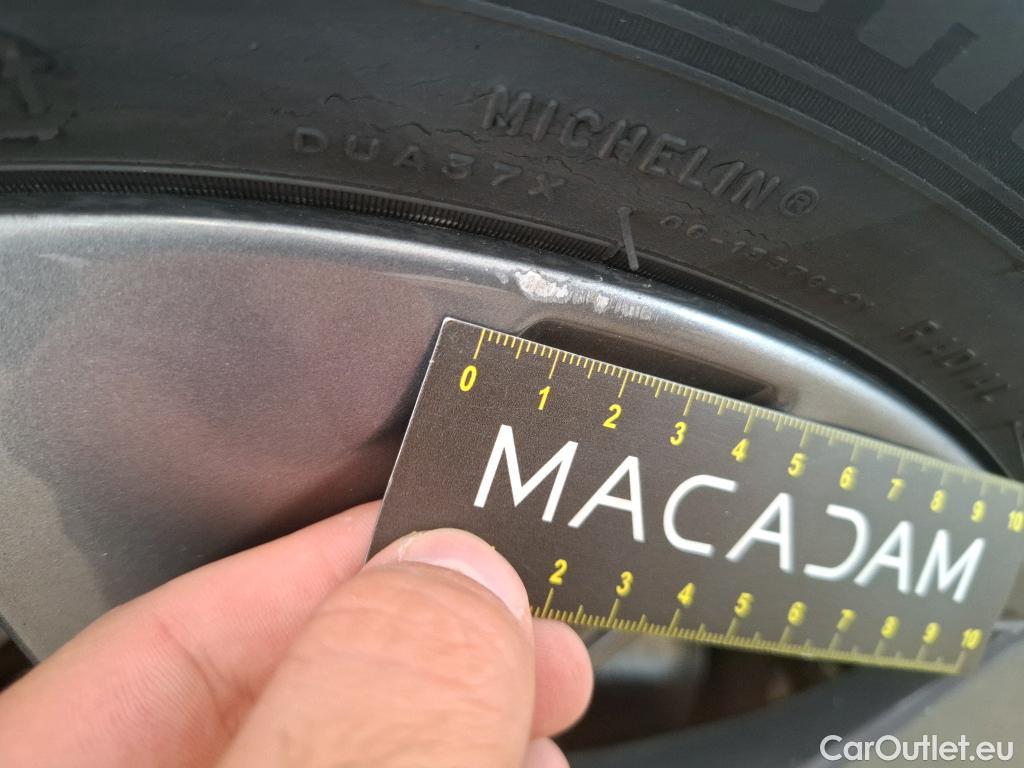 MICHELIN®
DUA37X
0 1 2 3 4 5 6 7 8 9 10
MACADAM
2 3 4 5 6 7 8 9 10
CarOutlet.eu